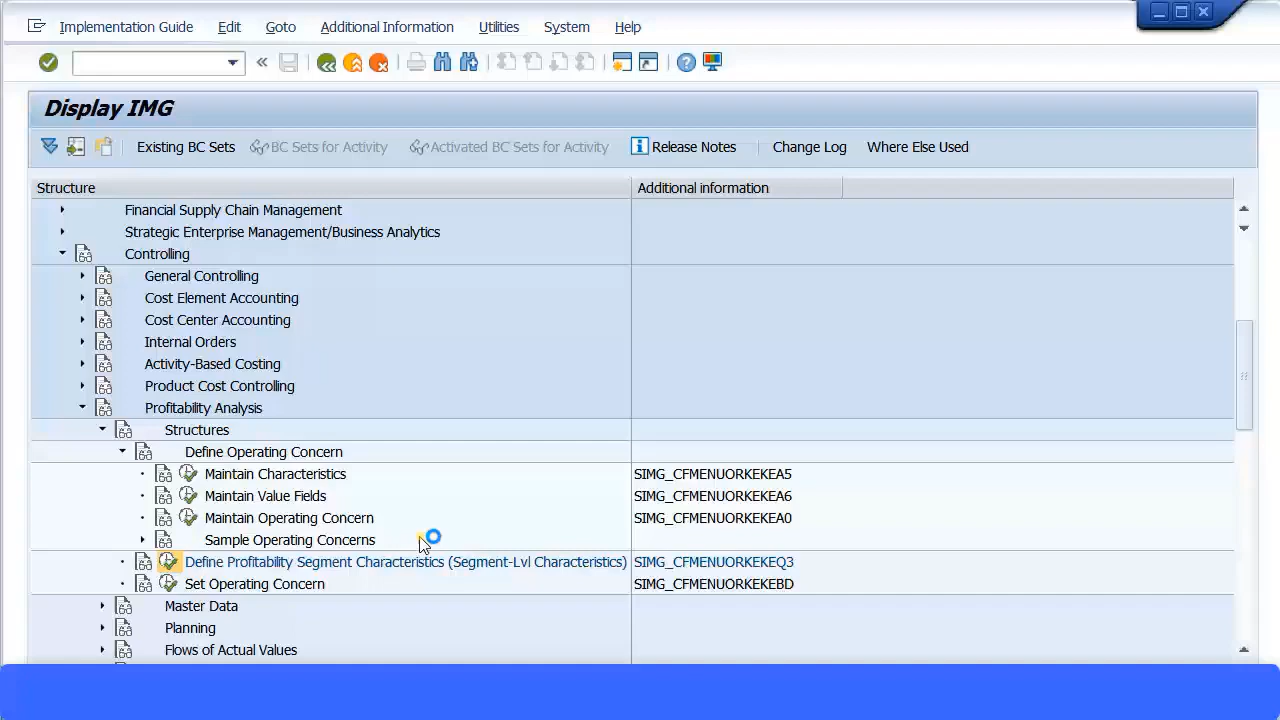 Implementation Guide Edit Goto Additional Information Utilities System Help
Display IMG
Existing BC Sets BC Sets for Activity Activated BC Sets for Activity Release Notes Change Log Where Else Used
Structure Additional information
Financial Supply Chain Management
Strategic Enterprise Management/Business Analytics
Controlling
General Controlling
Cost Element Accounting
Cost Center Accounting
Internal Orders
Activity-Based Costing
Product Cost Controlling
Profitability Analysis
Structures
Define Operating Concern
Maintain Characteristics SIMG_CFMENUORKEKEA5
Maintain Value Fields SIMG_CFMENUORKEKEA6
Maintain Operating Concern SIMG_CFMENUORKEKEA0
Sample Operating Concerns
Define Profitability Segment Characteristics (Segment-Lvl Characteristics) SIMG_CFMENUORKEKEQ3
Set Operating Concern SIMG_CFMENUORKEKEBD
Master Data
Planning
Flows of Actual Values